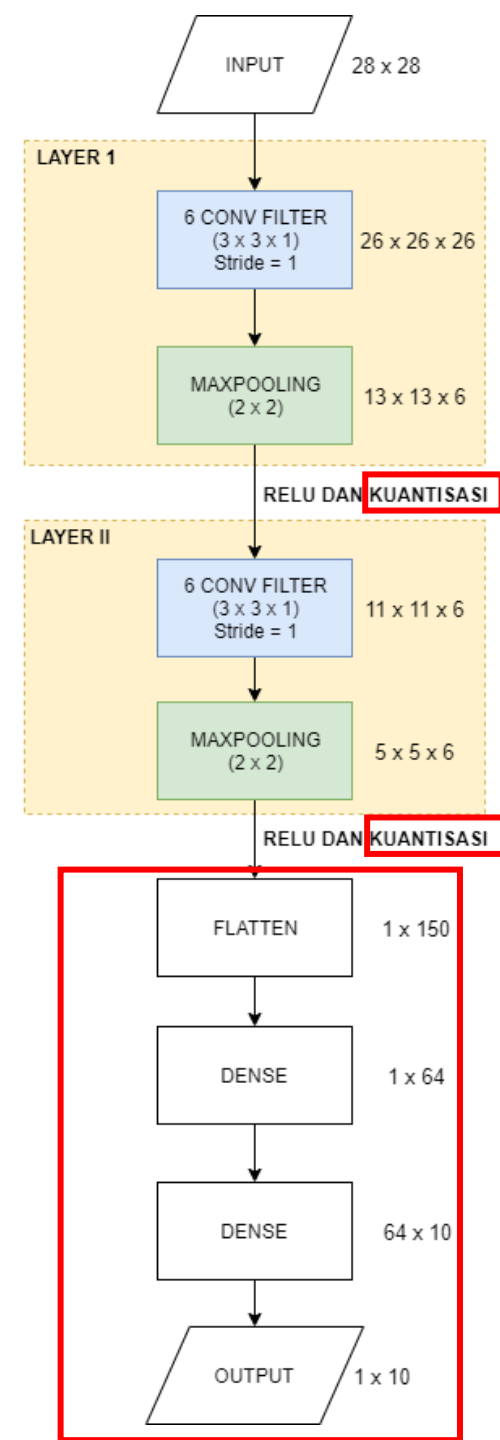 INPUT
28 x 28
LAYER 1
6 CONV FILTER
(3 x 3 x 1)
Stride = 1
26 x 26 x 26
MAXPOOLING
(2 x 2)
13 x 13 x 6
RELU DAN KUANTISASI
LAYER II
6 CONV FILTER
(3 x 3 x 1)
Stride = 1
11 x 11 x 6
MAXPOOLING
(2 x 2)
5 x 5 x 6
RELU DAN KUANTISASI
FLATTEN
1 x 150
DENSE
1 x 64
DENSE
64 x 10
OUTPUT
1 x 10